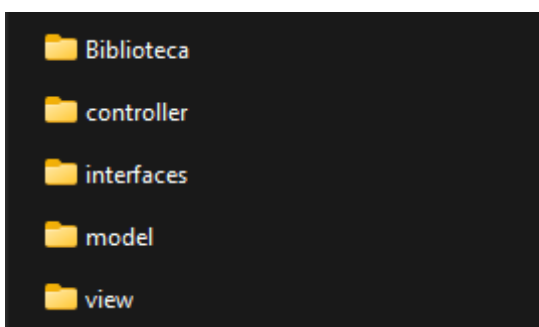 Biblioteca
controller
interfaces
model
view